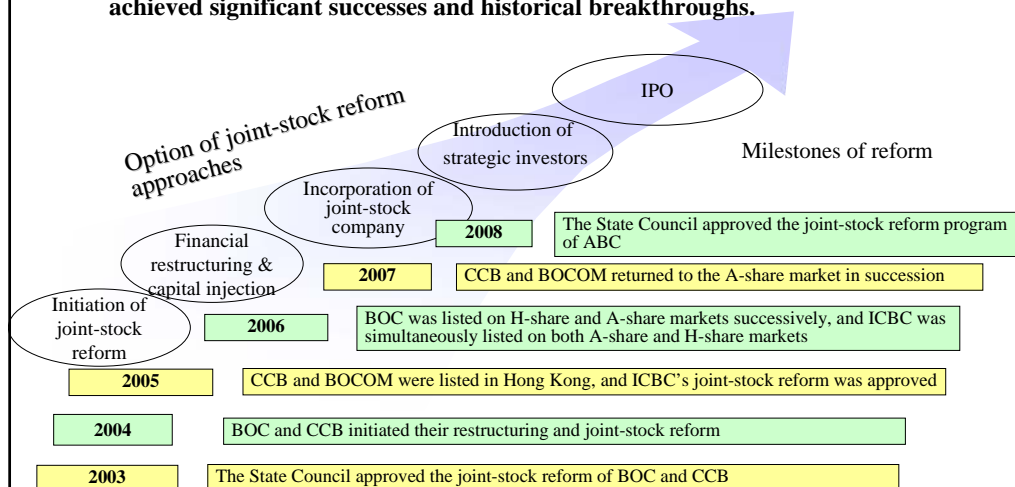 achieved significant successes and historical breakthroughs.
IPO
Option of joint-stock reform
approaches
Introduction of
strategic investors
Milestones of reform
Incorporation of
joint-stock
company
2008
The State Council approved the joint-stock reform program
of ABC
Financial
restructuring &
capital injection
2007
CCB and BOCOM returned to the A-share market in succession
Initiation of
joint-stock
reform
2006
BOC was listed on H-share and A-share markets successively, and ICBC was
simultaneously listed on both A-share and H-share markets
2005
CCB and BOCOM were listed in Hong Kong, and ICBC's joint-stock reform was approved
2004
BOC and CCB initiated their restructuring and joint-stock reform
2003
The State Council approved the joint-stock reform of BOC and CCB